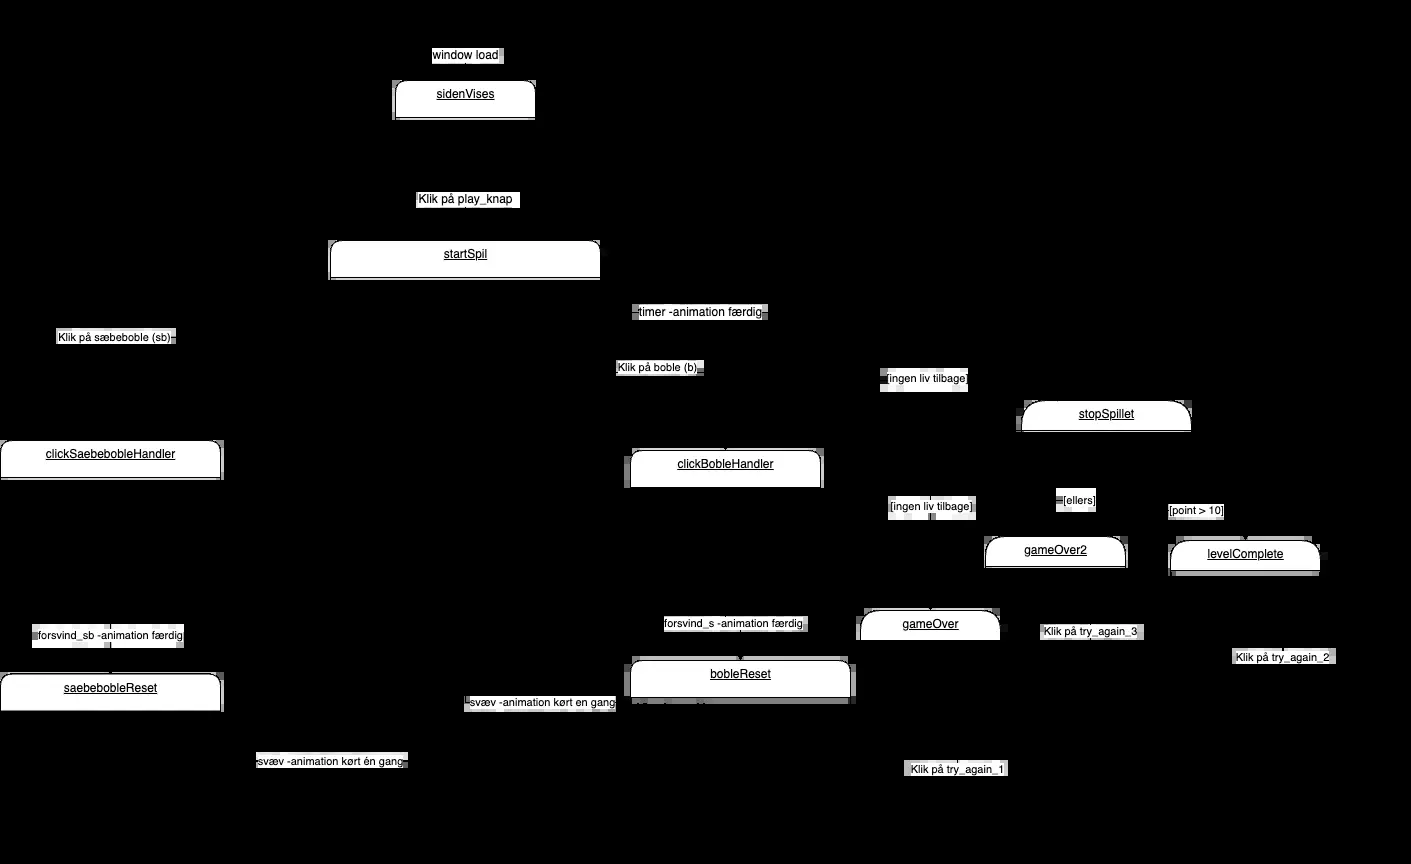 window load
sidenVises
Klik på play_knap
startSpil
timer -animation færdig
Klik på sæbeboble (sb)
Klik på boble (b)
[ingen liv tilbage]
stopSpillet
clickSaebebobleHandler
clickBobleHandler
[ellers]
[ingen liv tilbage]
[point > 10]
gameOver2
levelComplete
forsvind_sb -animation færdig
forsvind_s -animation færdig
gameOver
Klik på try_again_3
Klik på try_again_2
saebebobleReset
bobleReset
svæv -animation kørt en gang
svæv -animation kørt én gang
Klik på try_again_1